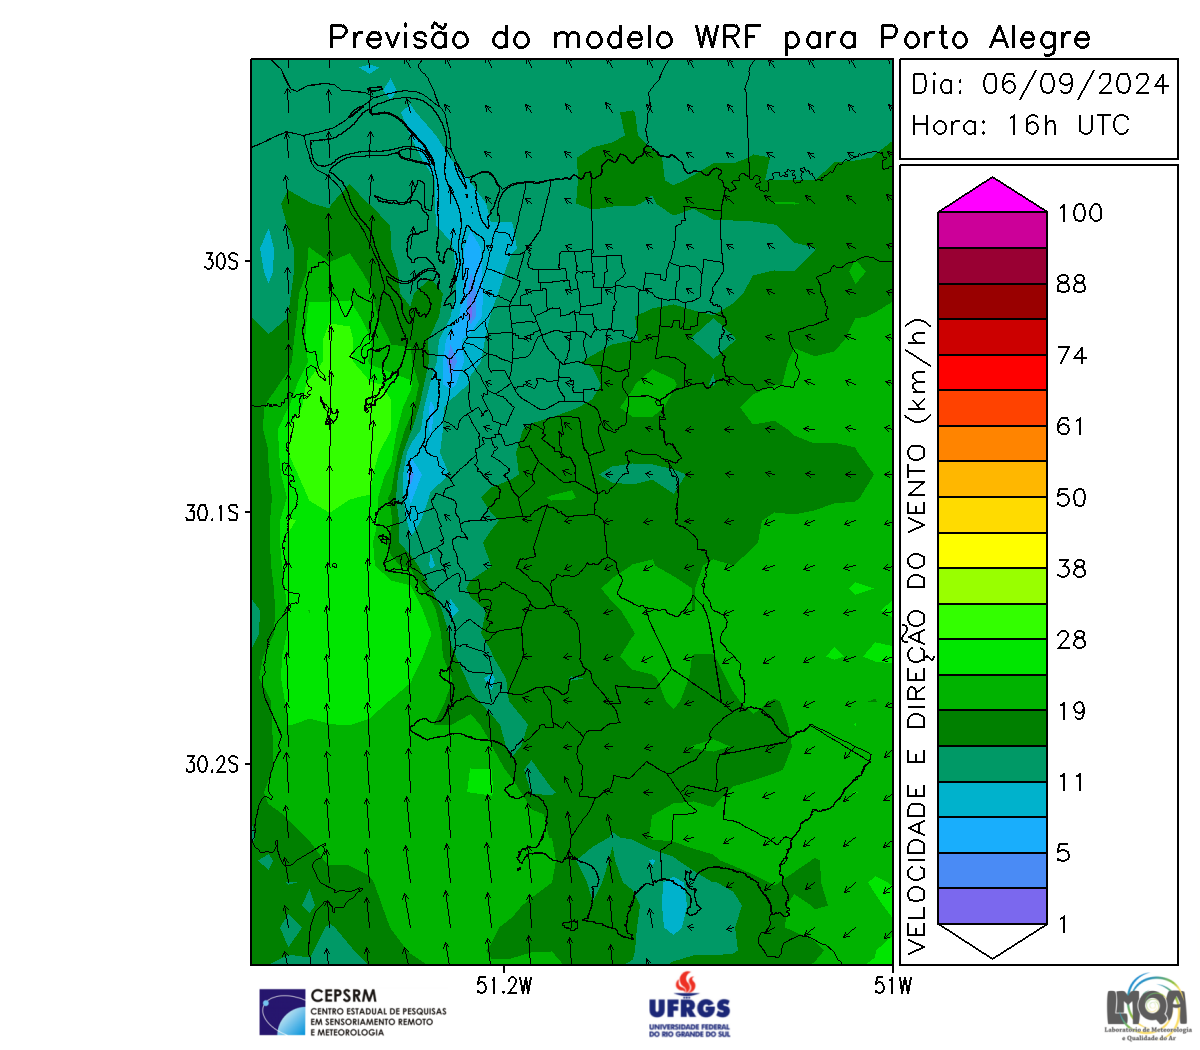 Previsão do modelo WRF para Porto Alegre
Dia: 06/09/2024
Hora: 16h UTC
100
88
74
61
50
38
28
19
11
5
1
VELOCIDADE E DIREÇÃO DO VENTO (km/h)
30S
30.1S
30.2S
51.2W
51W
CEPSRM
CENTRO ESTADUAL DE PESQUISAS
EM SENSORIAMENTO REMOTO
E METEOROLOGIA
UFRGS
UNIVERSIDADE FEDERAL
DO RIO GRANDE DO SUL
LMQA
Laboratório de Meteorologia
e Qualidade do Ar